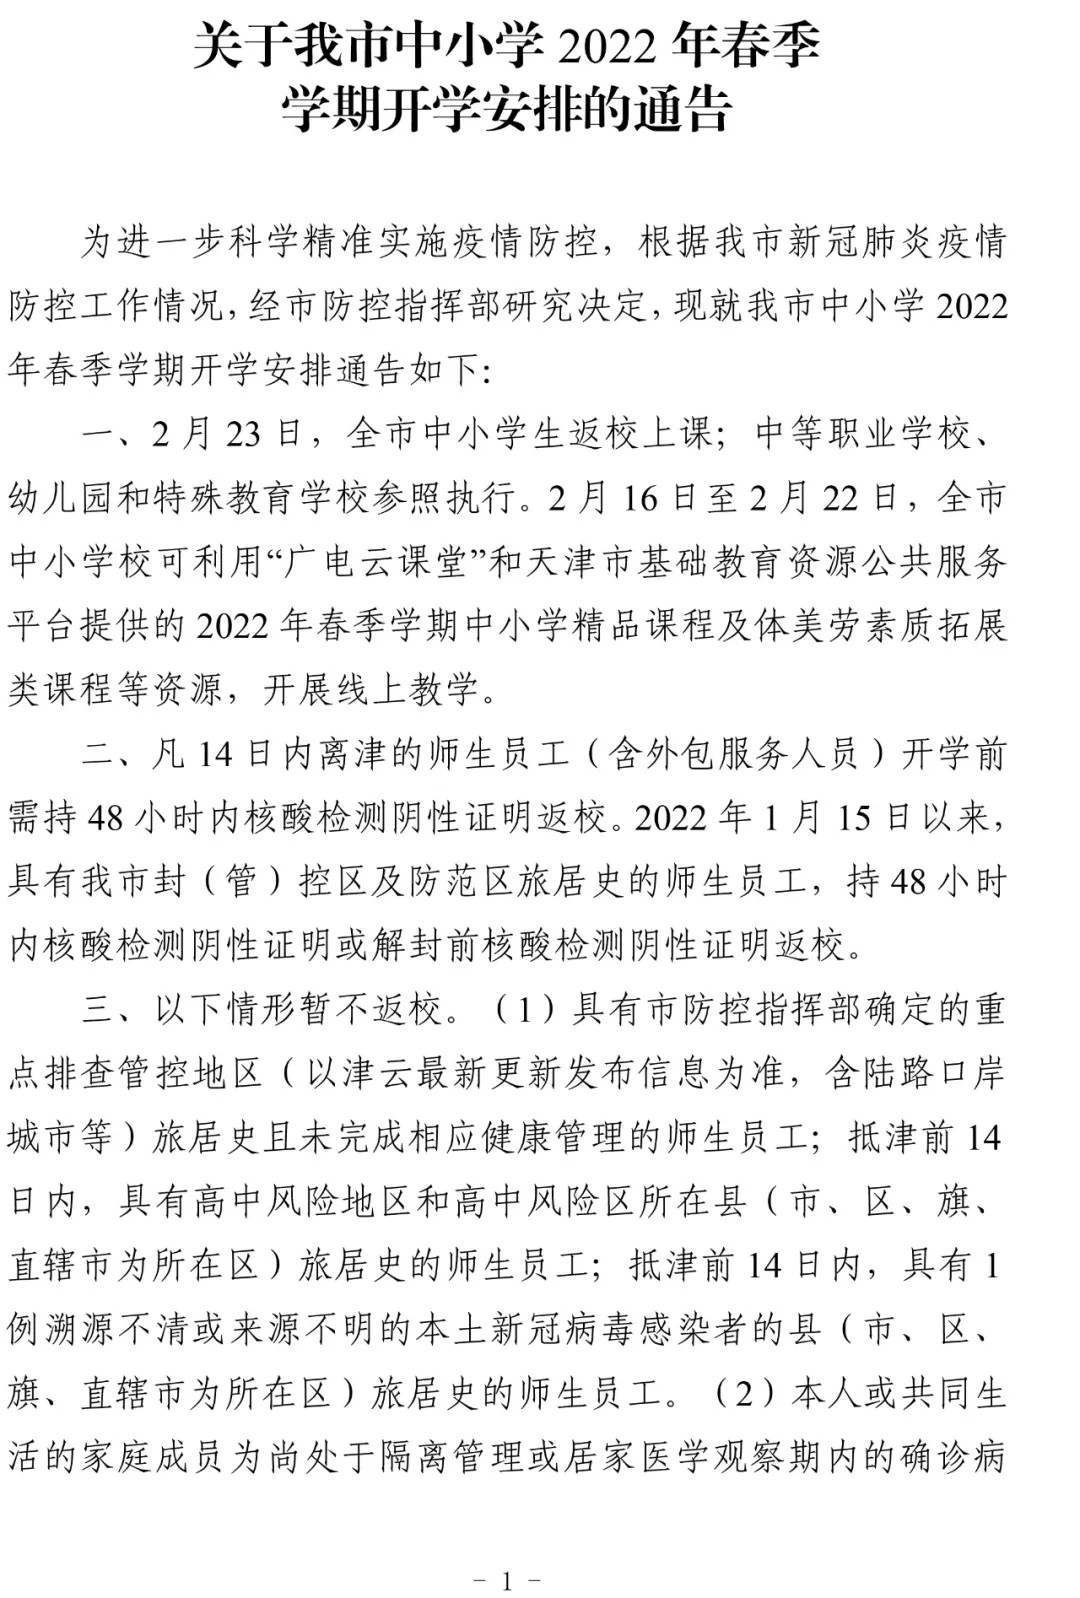 关于我市中小学 2022 年春季
学期开学安排的通告
为进一步科学精准实施疫情防控，根据我市新冠肺炎疫情
防控工作情况，经市防控指挥部研究决定，现就我市中小学 2022
年春季学期开学安排通告如下：
一、2 月 23 日，全市中小学生返校上课；中等职业学校、
幼儿园和特殊教育学校参照执行。2 月 16 日至 2 月 22 日，全市
中小学校可利用“广电云课堂”和天津市基础教育资源公共服务
平台提供的 2022 年春季学期中小学精品课程及体美劳素质拓展
类课程等资源，开展线上教学。
二、凡 14 日内离津的师生员工（含外包服务人员）开学前
需持 48 小时内核酸检测阴性证明返校。2022 年 1 月 15 日以来，
具有我市封（管）控区及防范区旅居史的师生员工，持 48 小时
内核酸检测阴性证明或解封前核酸检测阴性证明返校。
三、以下情形暂不返校。（1）具有市防控指挥部确定的重
点排查管控地区（以津云最新更新发布信息为准，含陆路口岸
城市等）旅居史且未完成相应健康管理的师生员工；抵津前 14
日内，具有高中风险地区和高中风险区所在县（市、区、旗、
直辖市为所在区）旅居史的师生员工；抵津前 14 日内，具有 1
例溯源不清或来源不明的本土新冠病毒感染者的县（市、区、
旗、直辖市为所在区）旅居史的师生员工。（2）本人或共同生
活的家庭成员为尚处于隔离管理或居家医学观察期内的确诊病
- 1 -